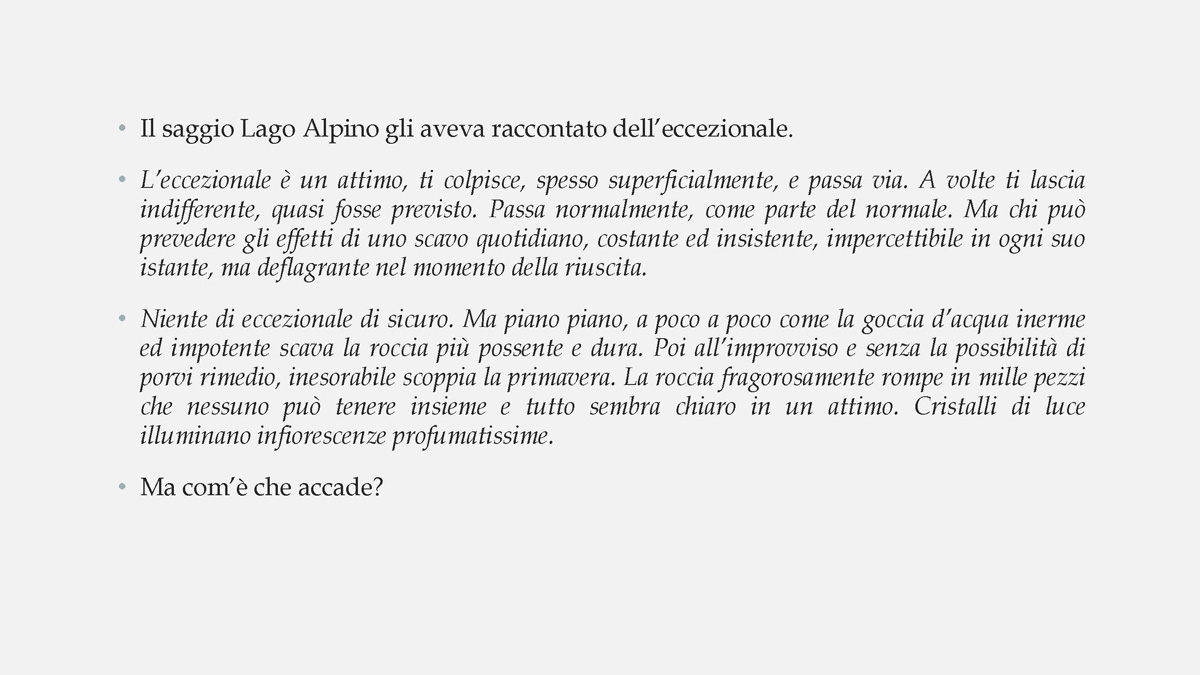 • Il saggio Lago Alpino gli aveva raccontato dell’eccezionale.
• L’eccezionale è un attimo, ti colpisce, spesso superficialmente, e passa via. A volte ti lascia
indifferente, quasi fosse previsto. Passa normalmente, come parte del normale. Ma chi può
prevedere gli effetti di uno scavo quotidiano, costante ed insistente, impercettibile in ogni suo
istante, ma deflagrante nel momento della riuscita.
• Niente di eccezionale di sicuro. Ma piano piano, a poco a poco come la goccia d’acqua inerme
ed impotente scava la roccia più possente e dura. Poi all’improvviso e senza la possibilità di
porvi rimedio, inesorabile scoppia la primavera. La roccia fragorosamente rompe in mille pezzi
che nessuno può tenere insieme e tutto sembra chiaro in un attimo. Cristalli di luce
illuminano infiorescenze profumatissime.
• Ma com’è che accade?